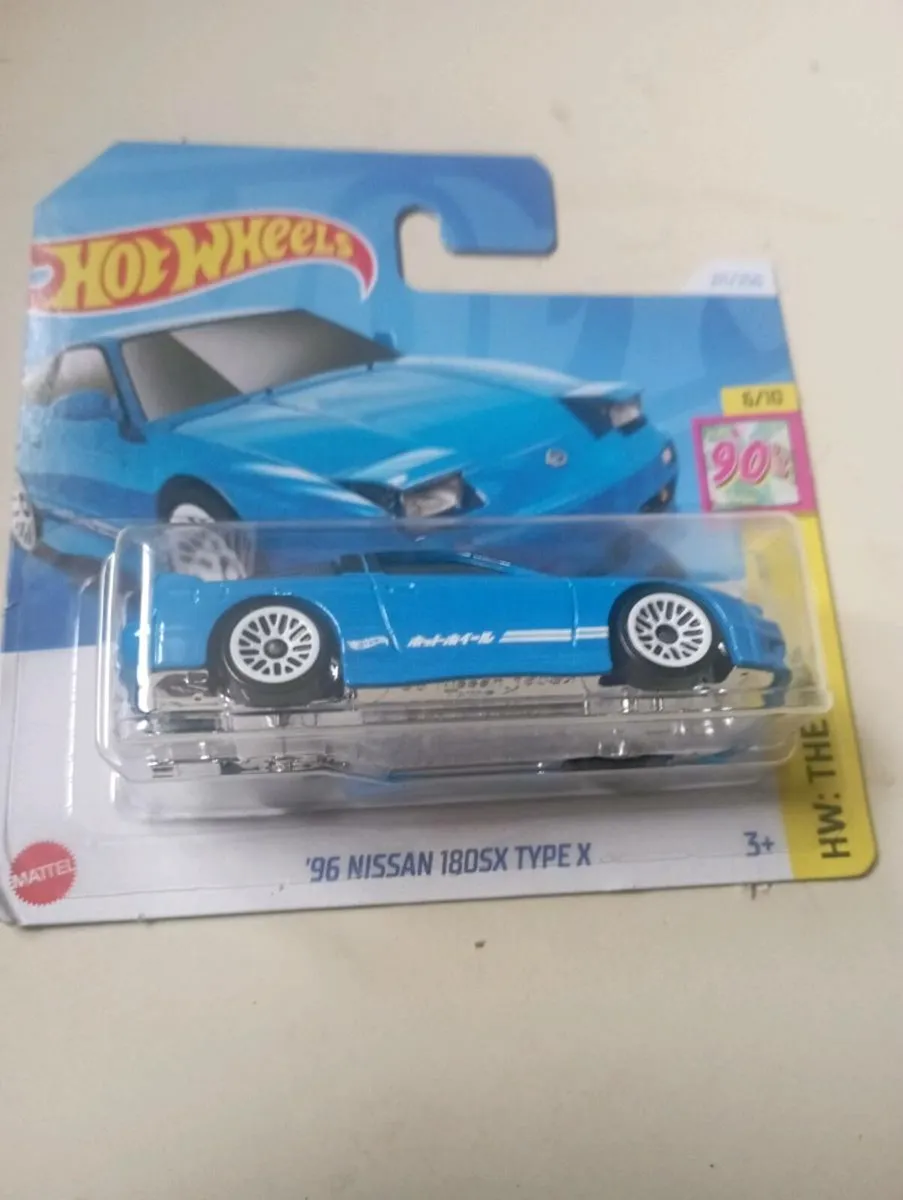 HOT WHEELS
6/10
90's
HW: THE
ホットホイール
MATTEL
'96 NISSAN 180SX TYPE X
3+